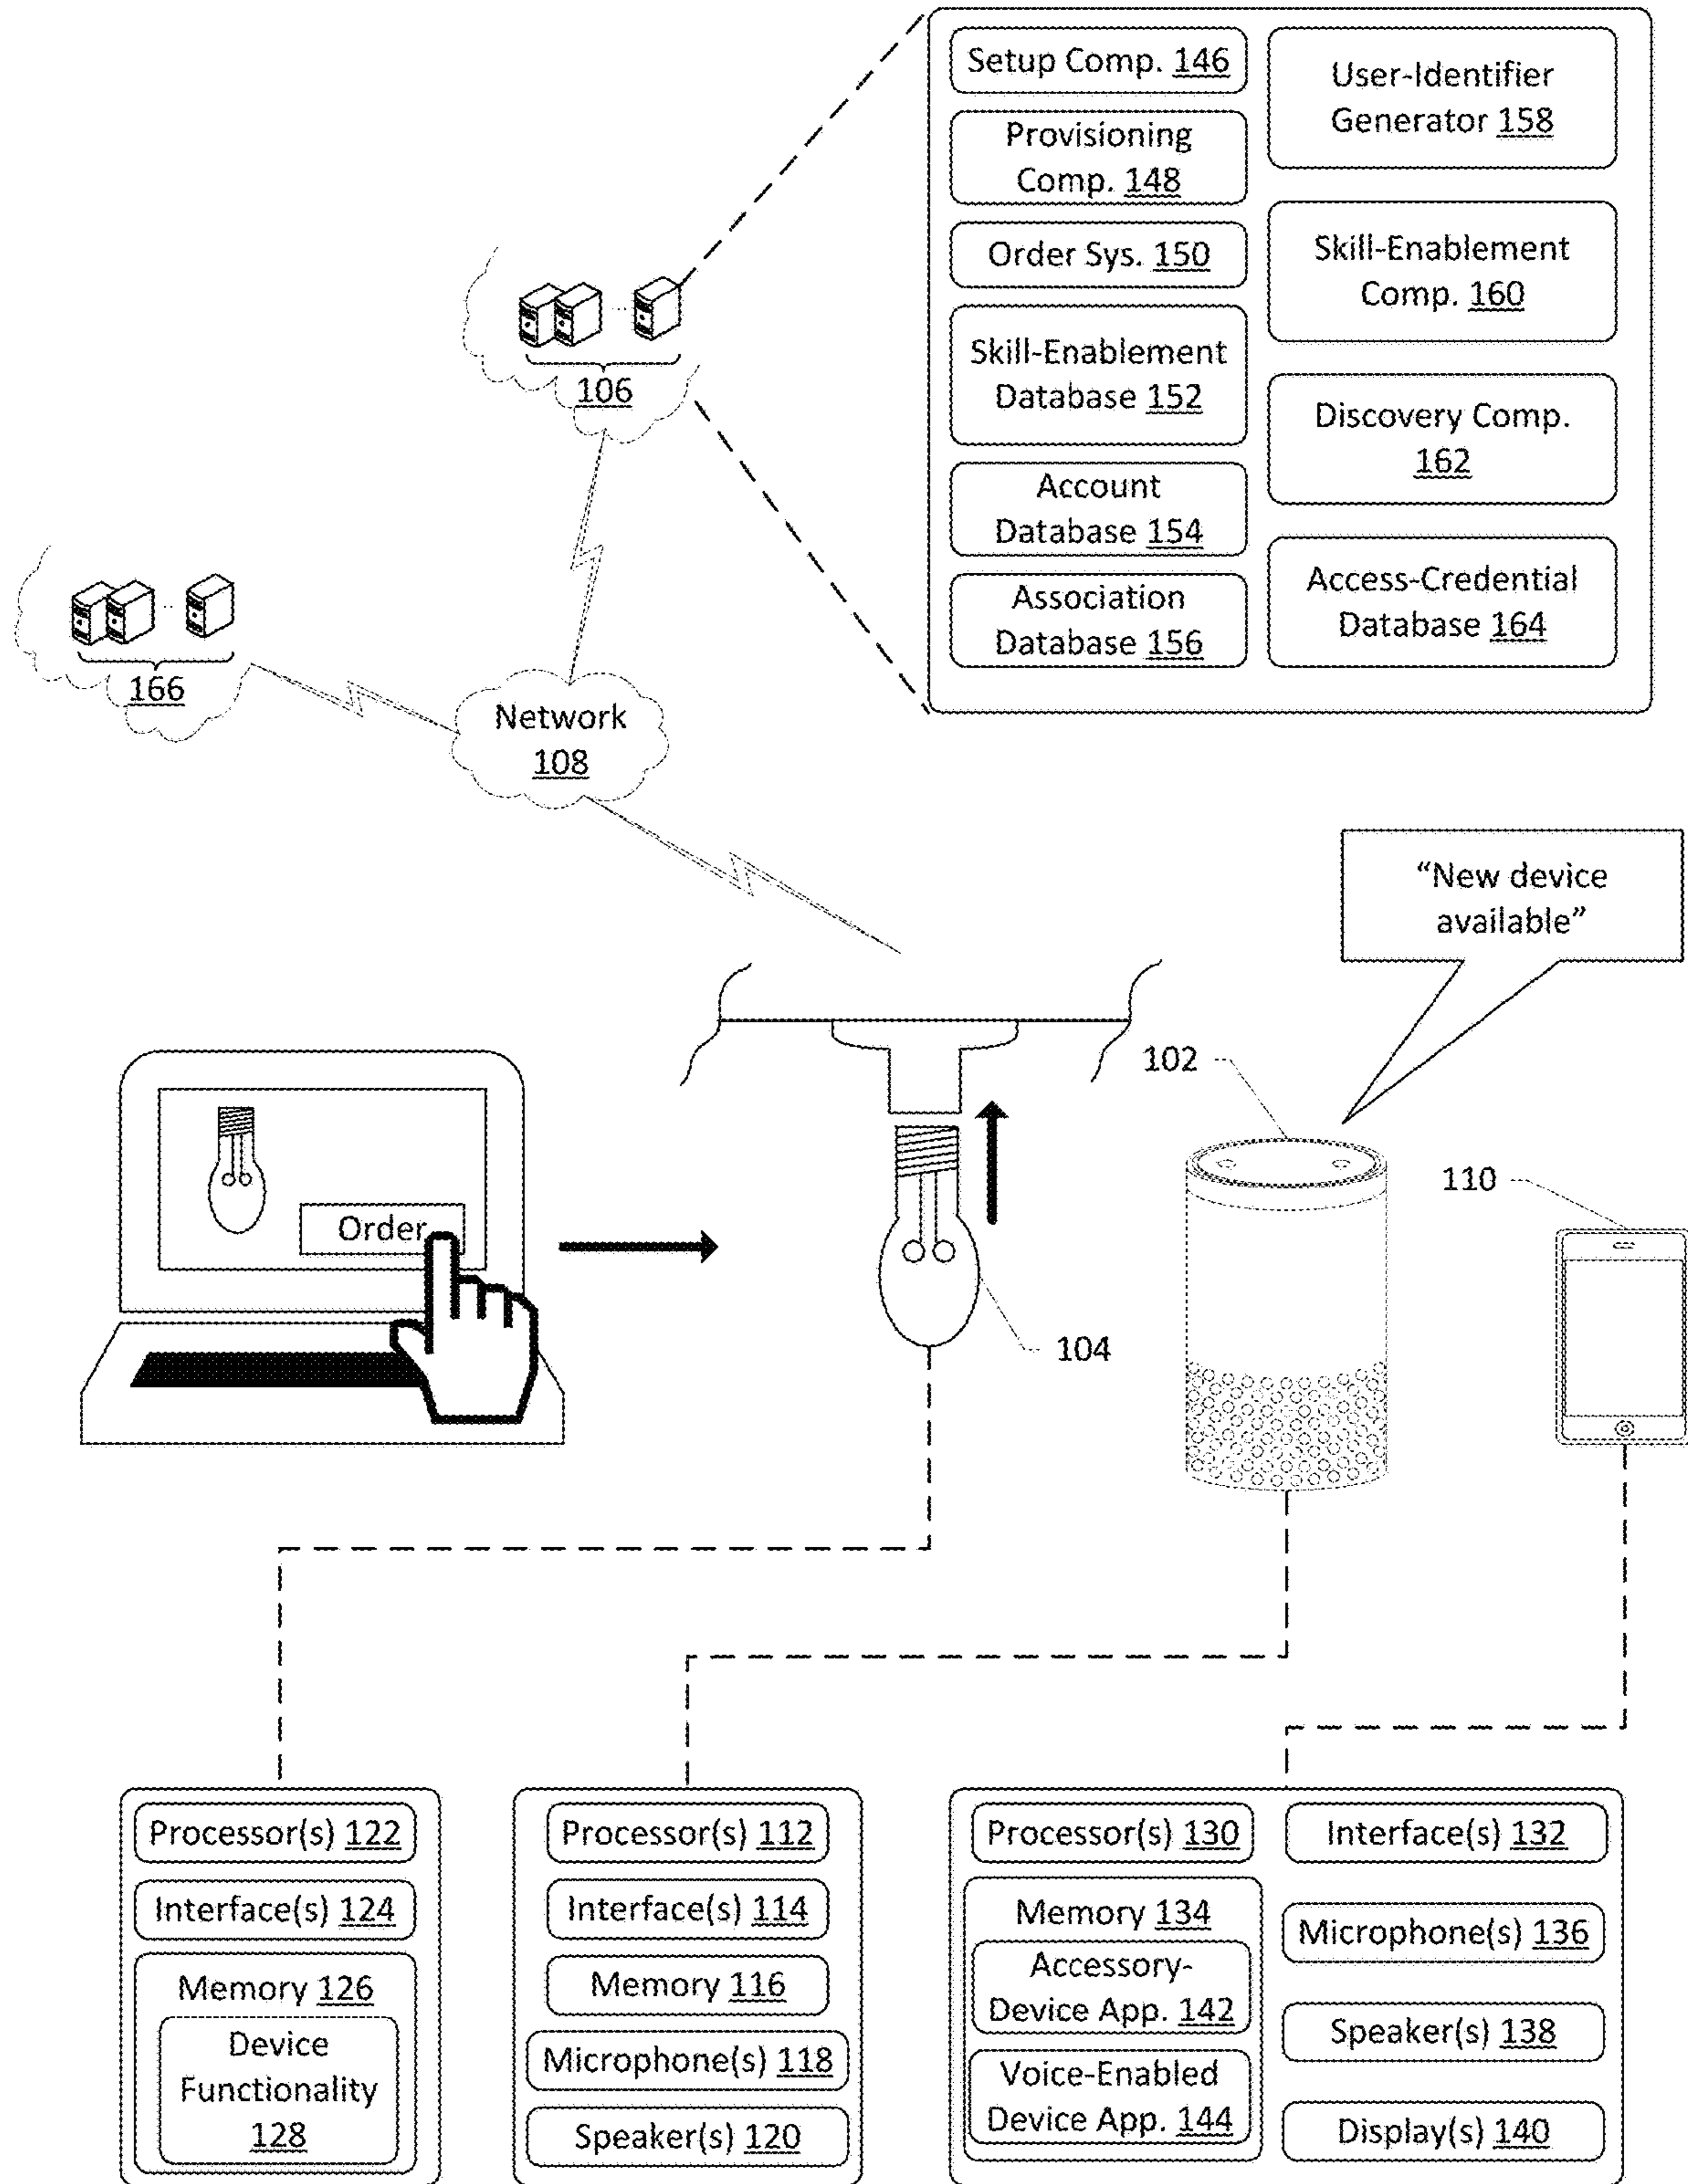 Setup Comp. 146
Provisioning
Comp. 148
Order Sys. 150
Skill-Enablement
Database 152
Account
Database 154
Association
Database 156
User-Identifier
Generator 158
Skill-Enablement
Comp. 160
Discovery Comp.
162
Access-Credential
Database 164
106
166
Network
108
“New device
available”
102
110
Order
104
Processor(s) 122
Interface(s) 124
Memory 126
Device
Functionality
128
Processor(s) 112
Interface(s) 114
Memory 116
Microphone(s) 118
Speaker(s) 120
Processor(s) 130
Memory 134
Accessory-
Device App. 142
Voice-Enabled
Device App. 144
Interface(s) 132
Microphone(s) 136
Speaker(s) 138
Display(s) 140